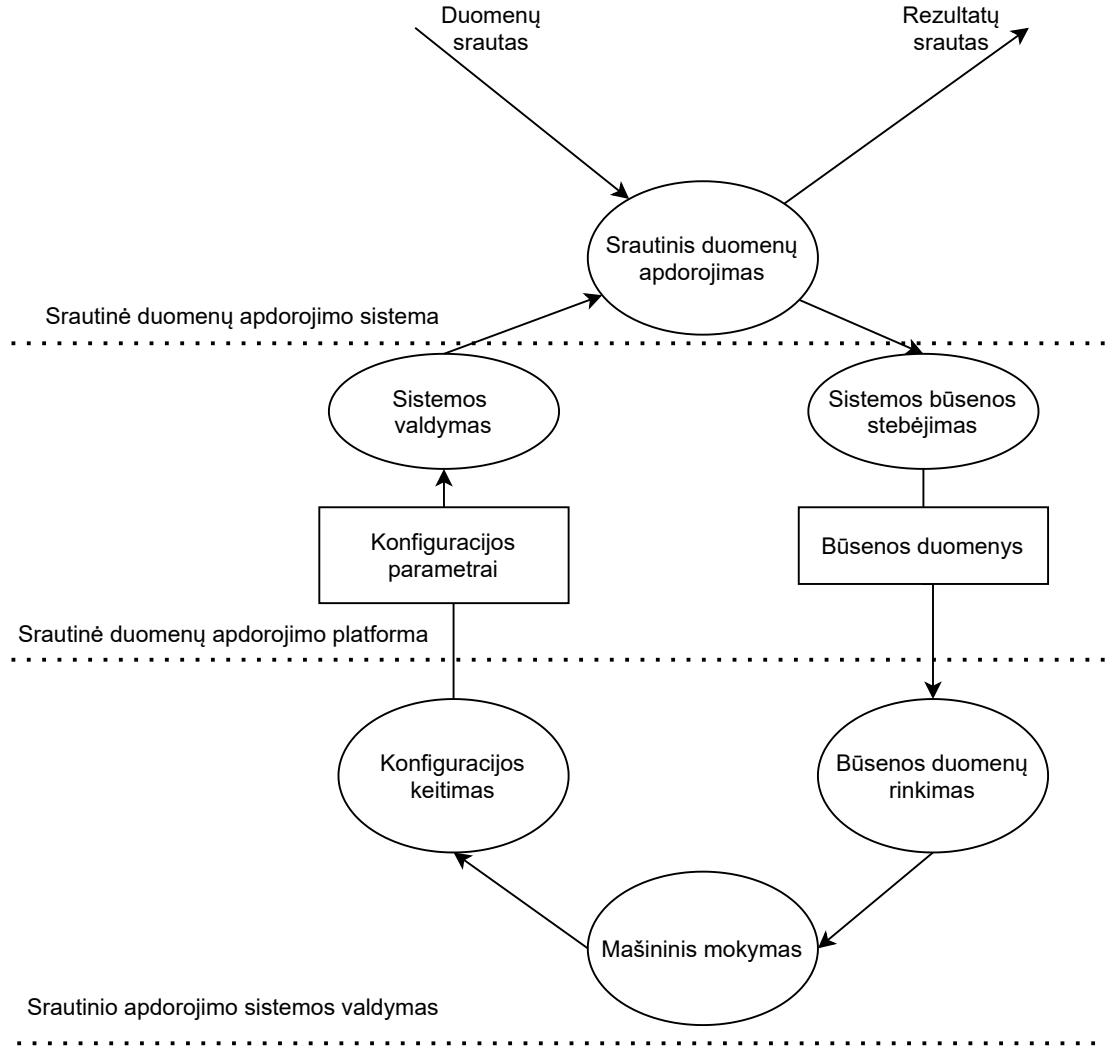 Duomenų
srautas
Rezultatų
srautas
Srautinis duomenų
apdorojimas
Srautinė duomenų apdorojimo sistema
Sistemos
valdymas
Sistemos būsenos
stebėjimas
Konfiguracijos
parametrai
Būsenos duomenys
Srautinė duomenų apdorojimo platforma
Konfiguracijos
keitimas
Būsenos duomenų
rinkimas
Mašininis mokymas
Srautinio apdorojimo sistemos valdymas